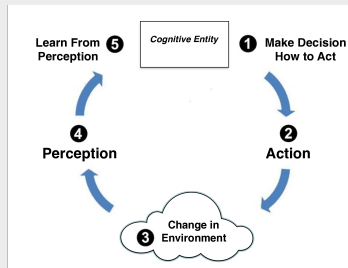 Cognitive Entity
1 Make Decision
How to Act
2
Action
Change in
3 Environment
4
Perception
Learn From 5
Perception